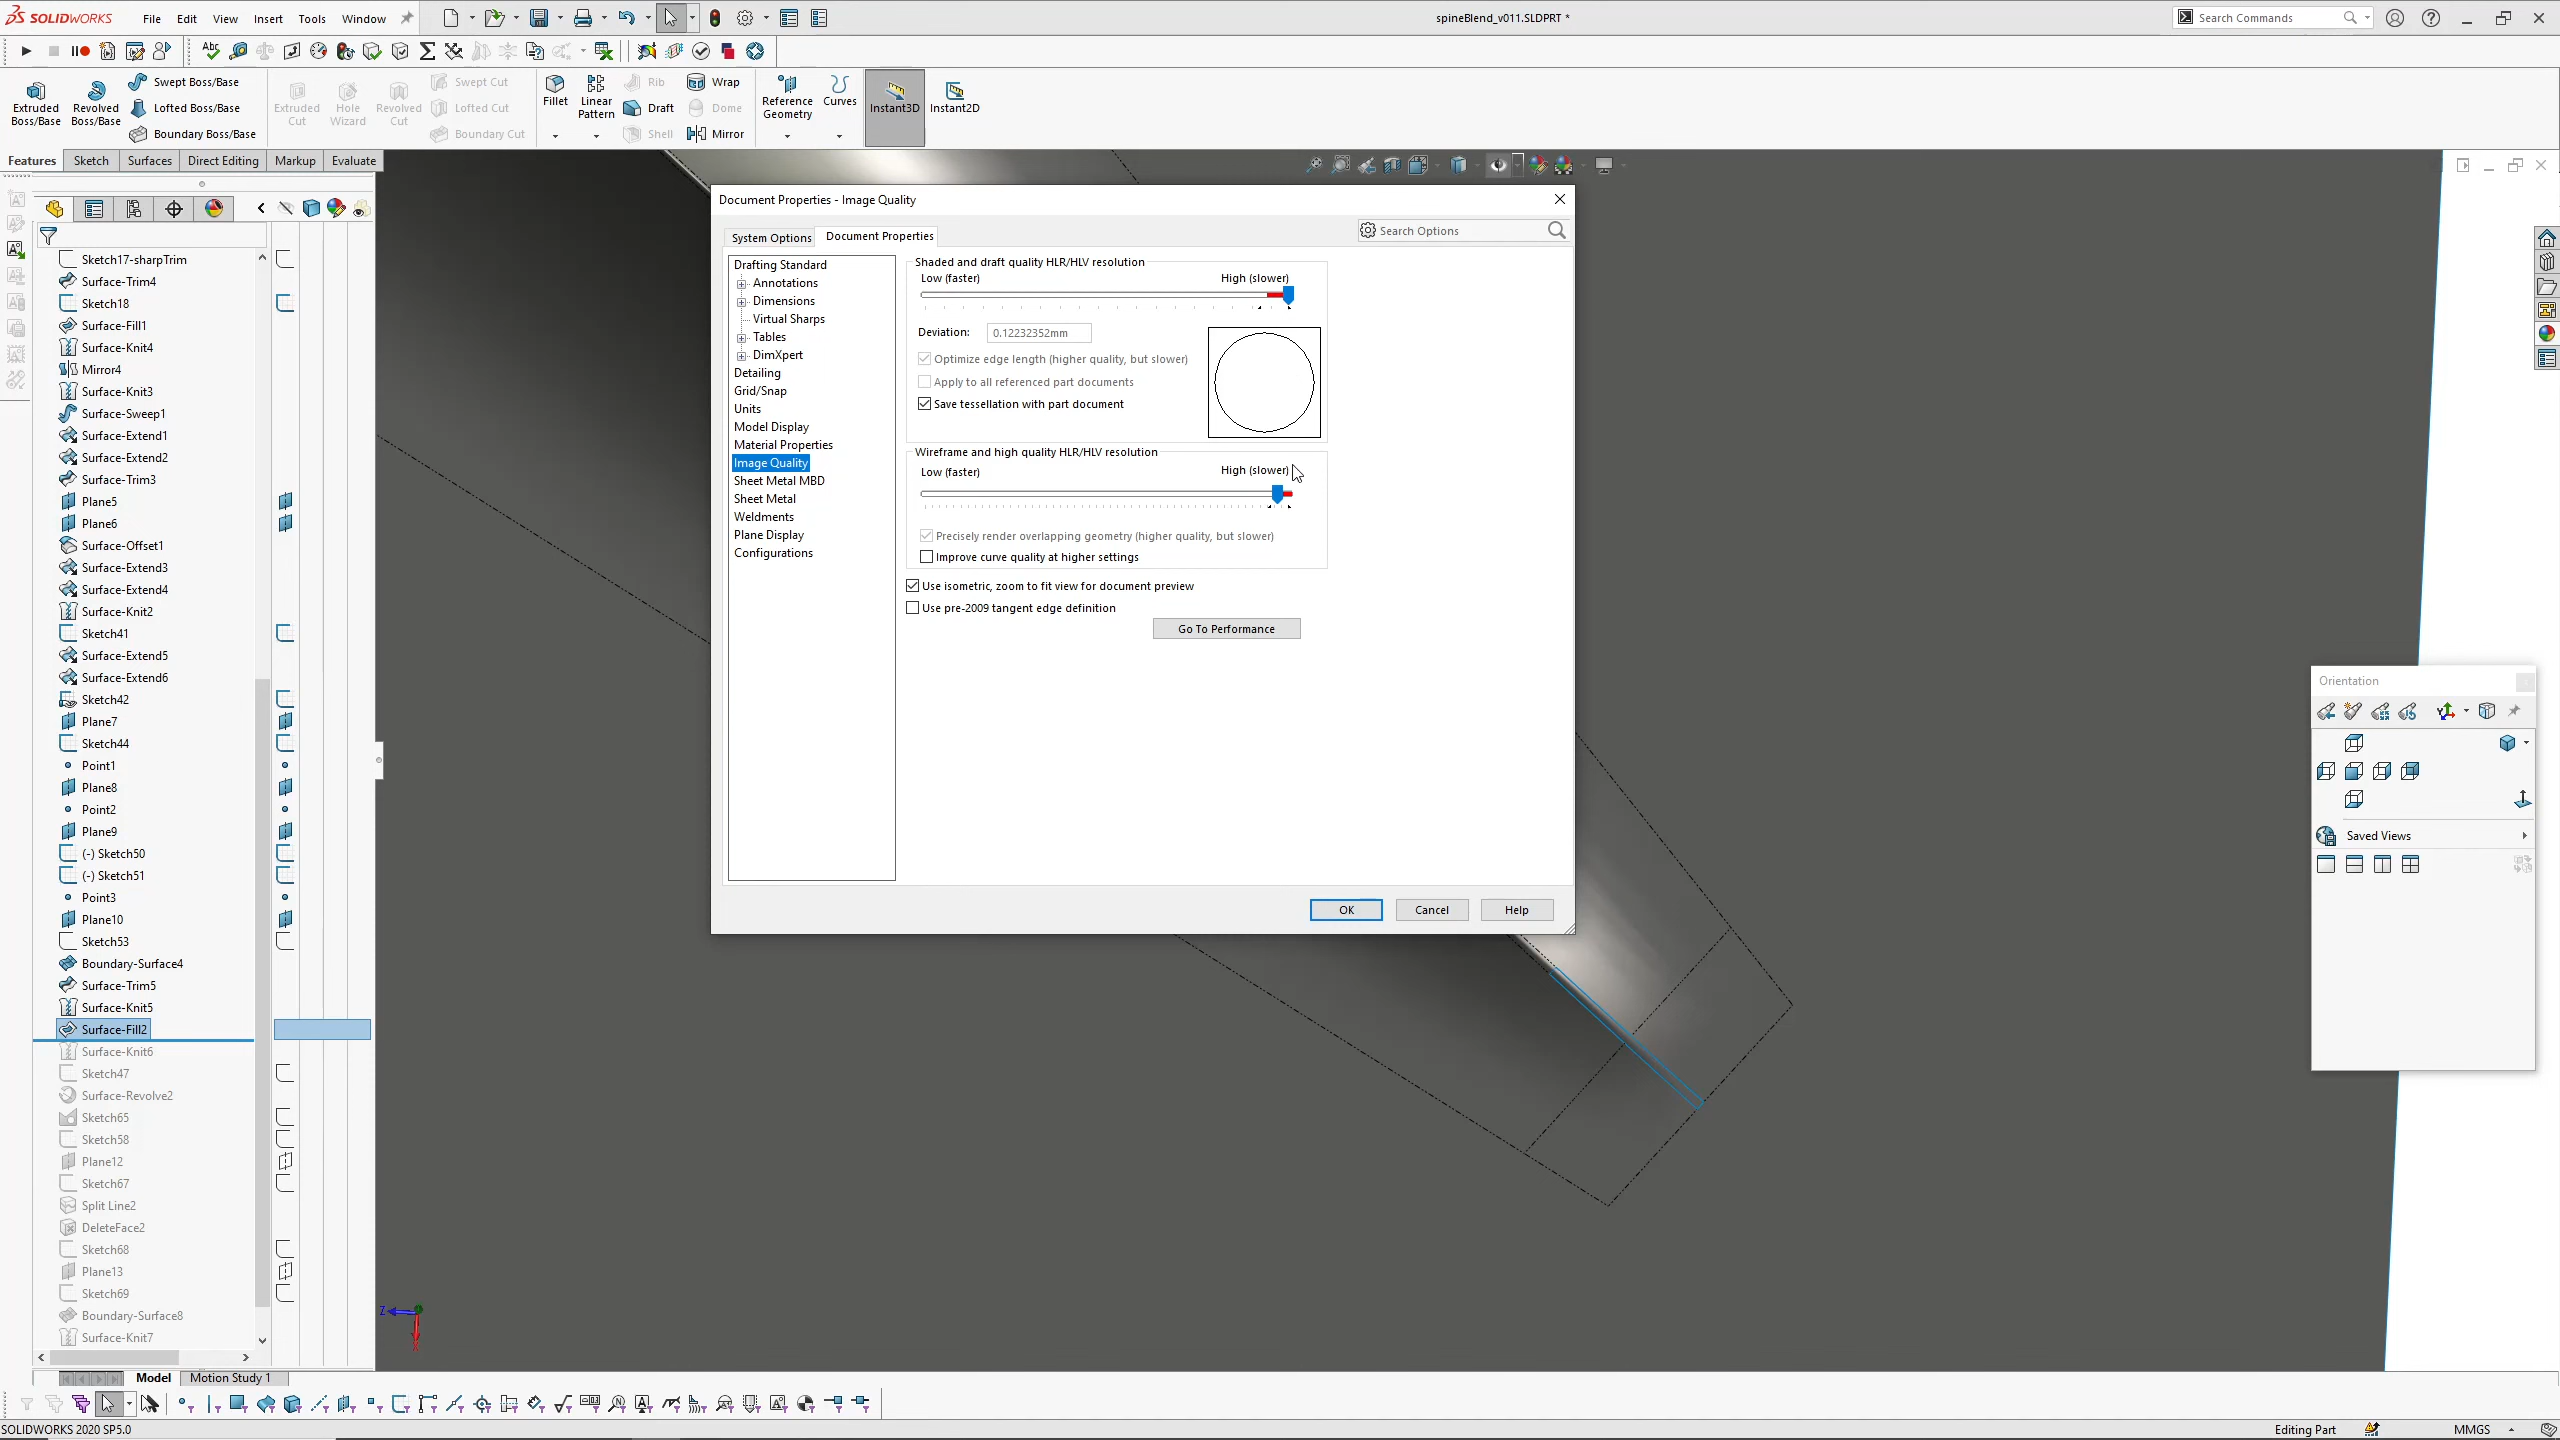 SOLIDWORKS File Edit View Insert Tools Window
spineBlend_v011.SLDPRT *
Search Commands
Extruded Boss/Base
Revolved Boss/Base
Swept Boss/Base
Lofted Boss/Base
Boundary Boss/Base
Extruded Cut
Hole Wizard
Revolved Cut
Swept Cut
Lofted Cut
Boundary Cut
Fillet
Linear Pattern
Rib
Draft
Shell
Wrap
Dome
Mirror
Reference Geometry
Curves
Instant3D
Instant2D
Features Sketch Surfaces Direct Editing Markup Evaluate
Sketch17-sharpTrim
Surface-Trim4
Sketch18
Surface-Fill1
Surface-Knit4
Mirror4
Surface-Knit3
Surface-Sweep1
Surface-Extend1
Surface-Extend2
Surface-Trim3
Plane5
Plane6
Surface-Offset1
Surface-Extend3
Surface-Extend4
Surface-Knit2
Sketch41
Surface-Extend5
Surface-Extend6
Sketch42
Plane7
Sketch44
Point1
Plane8
Point2
Plane9
(-) Sketch50
(-) Sketch51
Point3
Plane10
Sketch53
Boundary-Surface4
Surface-Trim5
Surface-Knit5
Surface-Fill2
Surface-Knit6
Sketch47
Surface-Revolve2
Sketch65
Sketch58
Plane12
Sketch67
Split Line2
DeleteFace2
Sketch68
Plane13
Sketch69
Boundary-Surface8
Surface-Knit7
Document Properties - Image Quality
System Options Document Properties
Search Options
Drafting Standard
Annotations
Dimensions
Virtual Sharps
Tables
DimXpert
Detailing
Grid/Snap
Units
Model Display
Material Properties
Image Quality
Sheet Metal MBD
Sheet Metal
Weldments
Plane Display
Configurations
Shaded and draft quality HLR/HLV resolution
Low (faster) High (slower)
Deviation: 0.12232352mm
Optimize edge length (higher quality, but slower)
Apply to all referenced part documents
Save tessellation with part document
Wireframe and high quality HLR/HLV resolution
Low (faster) High (slower)
Precisely render overlapping geometry (higher quality, but slower)
Improve curve quality at higher settings
Use isometric, zoom to fit view for document preview
Use pre-2009 tangent edge definition
Go To Performance
OK Cancel Help
Orientation
Saved Views
Z
X
Model Motion Study 1
SOLIDWORKS 2020 SP5.0
Editing Part
MMGS